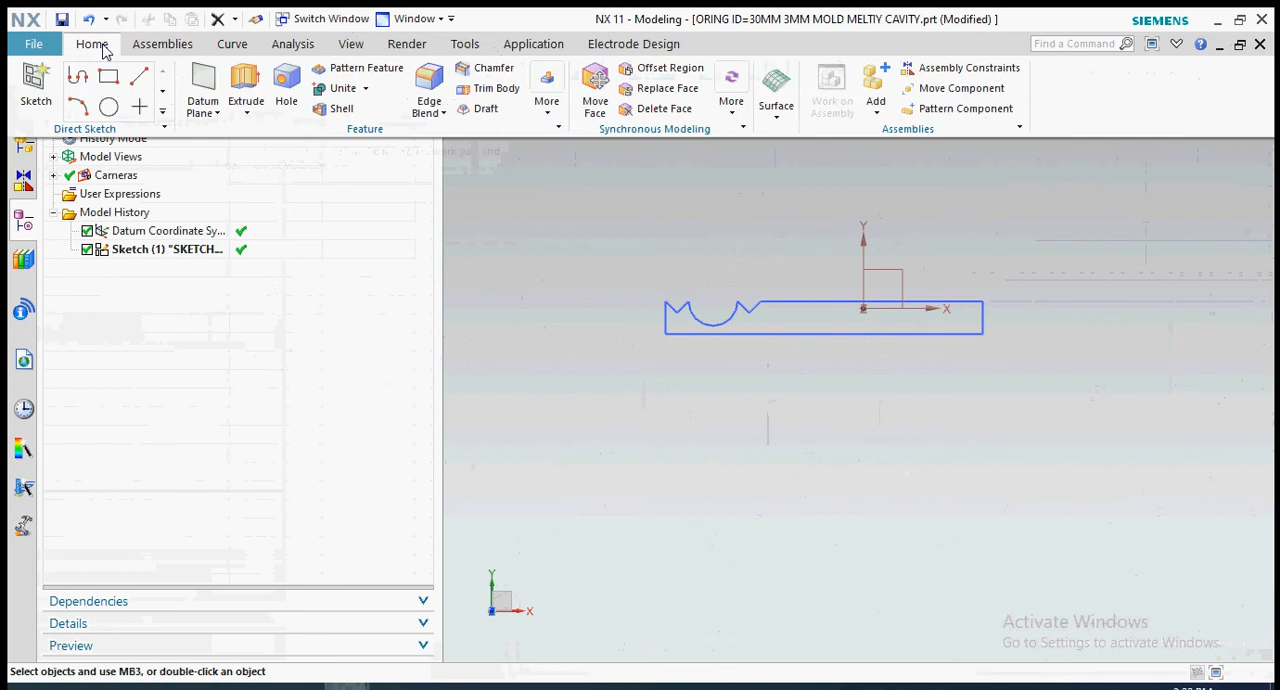 NX Switch Window Window NX 11 - Modeling - [ORING ID=30MM 3MM MOLD MELTIY CAVITY.prt (Modified) ] SIEMENS
File Home Assemblies Curve Analysis View Render Tools Application Electrode Design Find a Command
Sketch
Direct Sketch
Datum Plane
Extrude
Hole
Pattern Feature
Unite
Shell
Edge Blend
Chamfer
Trim Body
Draft
More
Feature
Move Face
Offset Region
Replace Face
Delete Face
More
Synchronous Modeling
Surface
Work on Assembly
Add
Assembly Constraints
Move Component
Pattern Component
Assemblies
History Mode
Model Views
Cameras
User Expressions
Model History
Datum Coordinate Sy...
Sketch (1) "SKETCH...
Y
X
Z
Y
X
Dependencies
Details
Preview
Activate Windows
Go to Settings to activate Windows.
Select objects and use MB3, or double-click an object